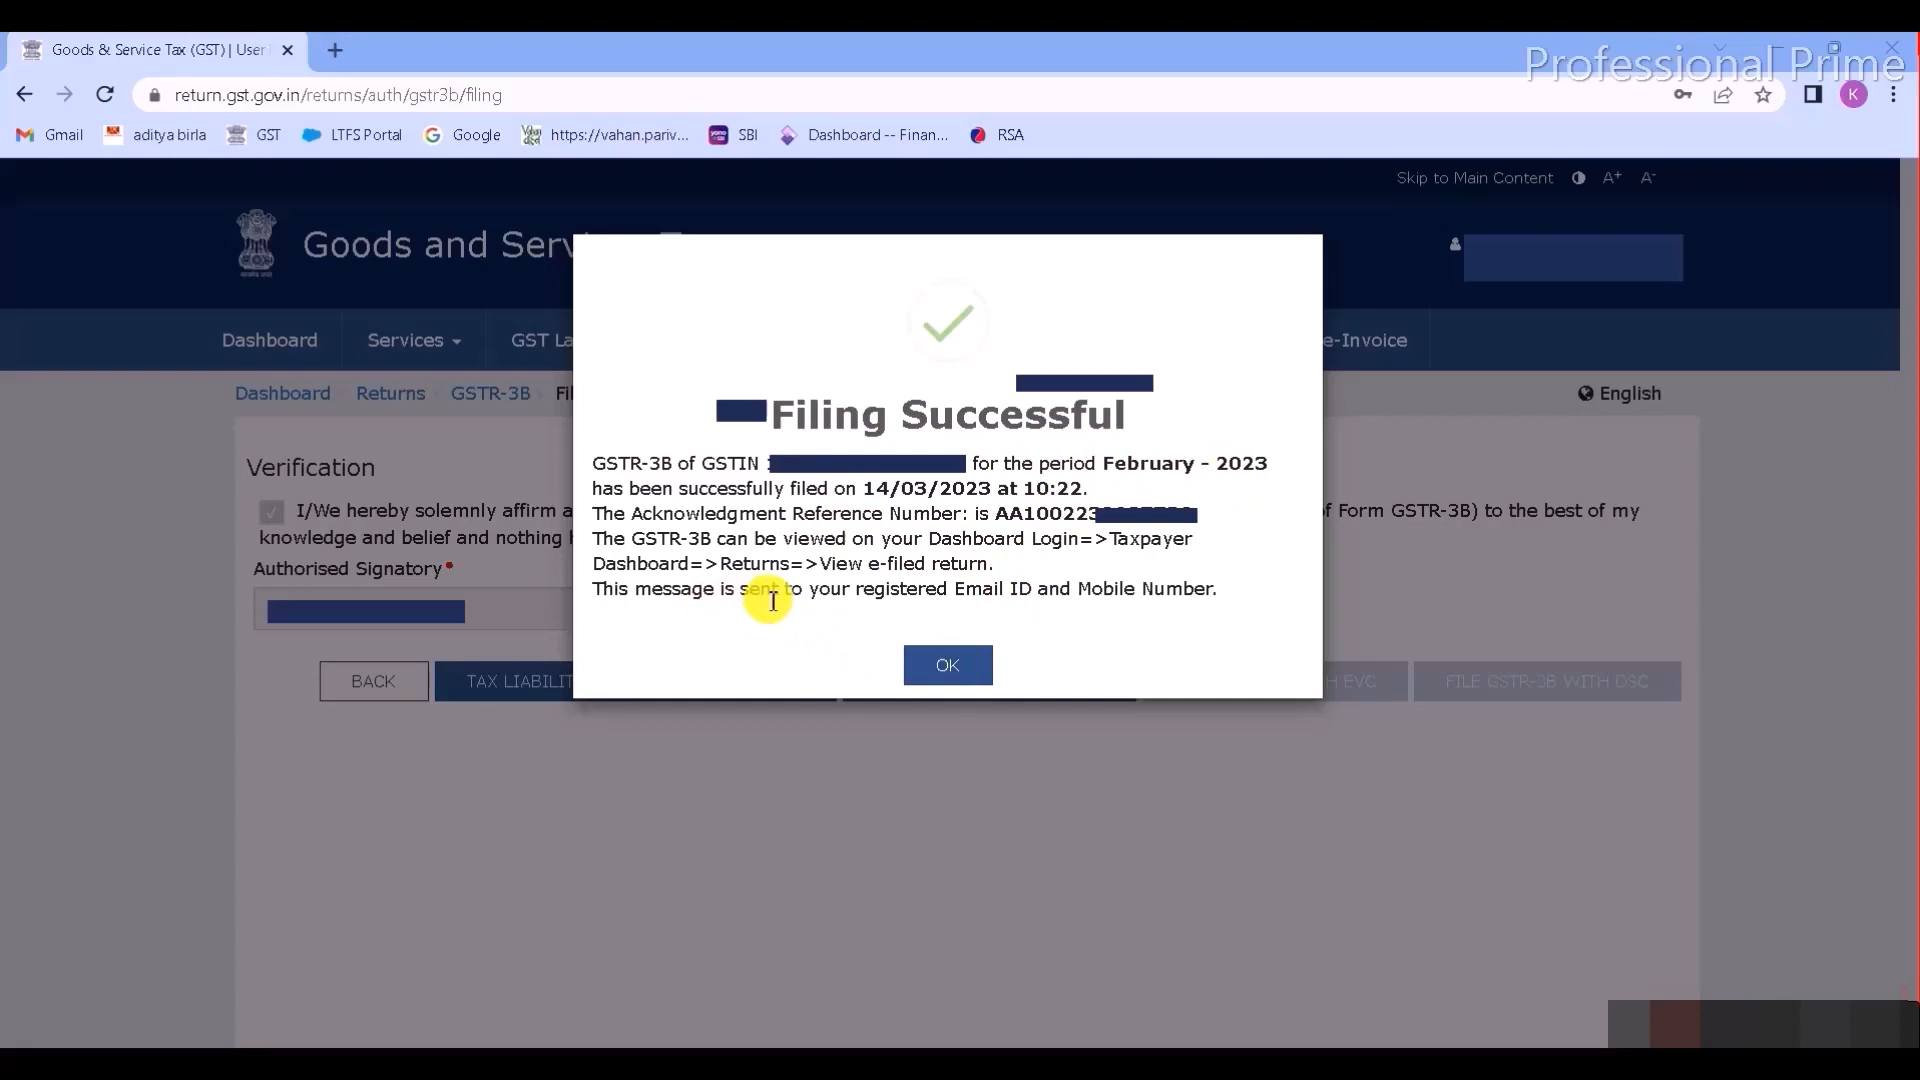 Goods & Service Tax (GST) | User
Professional Prime
return.gst.gov.in/returns/auth/gstr3b/filing
K
Gmail
aditya birla
GST
LTFS Portal
Google
https://vahan.pariv...
SBI
Dashboard -- Finan...
RSA
Skip to Main Content A+ A-
Goods and Serv
Dashboard Services GST La e-Invoice
Dashboard Returns GSTR-3B Fil English
Filing Successful
GSTR-3B of GSTIN for the period February - 2023
has been successfully filed on 14/03/2023 at 10:22.
The Acknowledgment Reference Number: is AA100223
The GSTR-3B can be viewed on your Dashboard Login=>Taxpayer
Dashboard=>Returns=>View e-filed return.
This message is sent to your registered Email ID and Mobile Number.
OK
Verification
I/We hereby solemnly affirm a f Form GSTR-3B) to the best of my
knowledge and belief and nothing h
Authorised Signatory*
BACK TAX LIABILIT H EVC FILE GSTR-3B WITH DSC